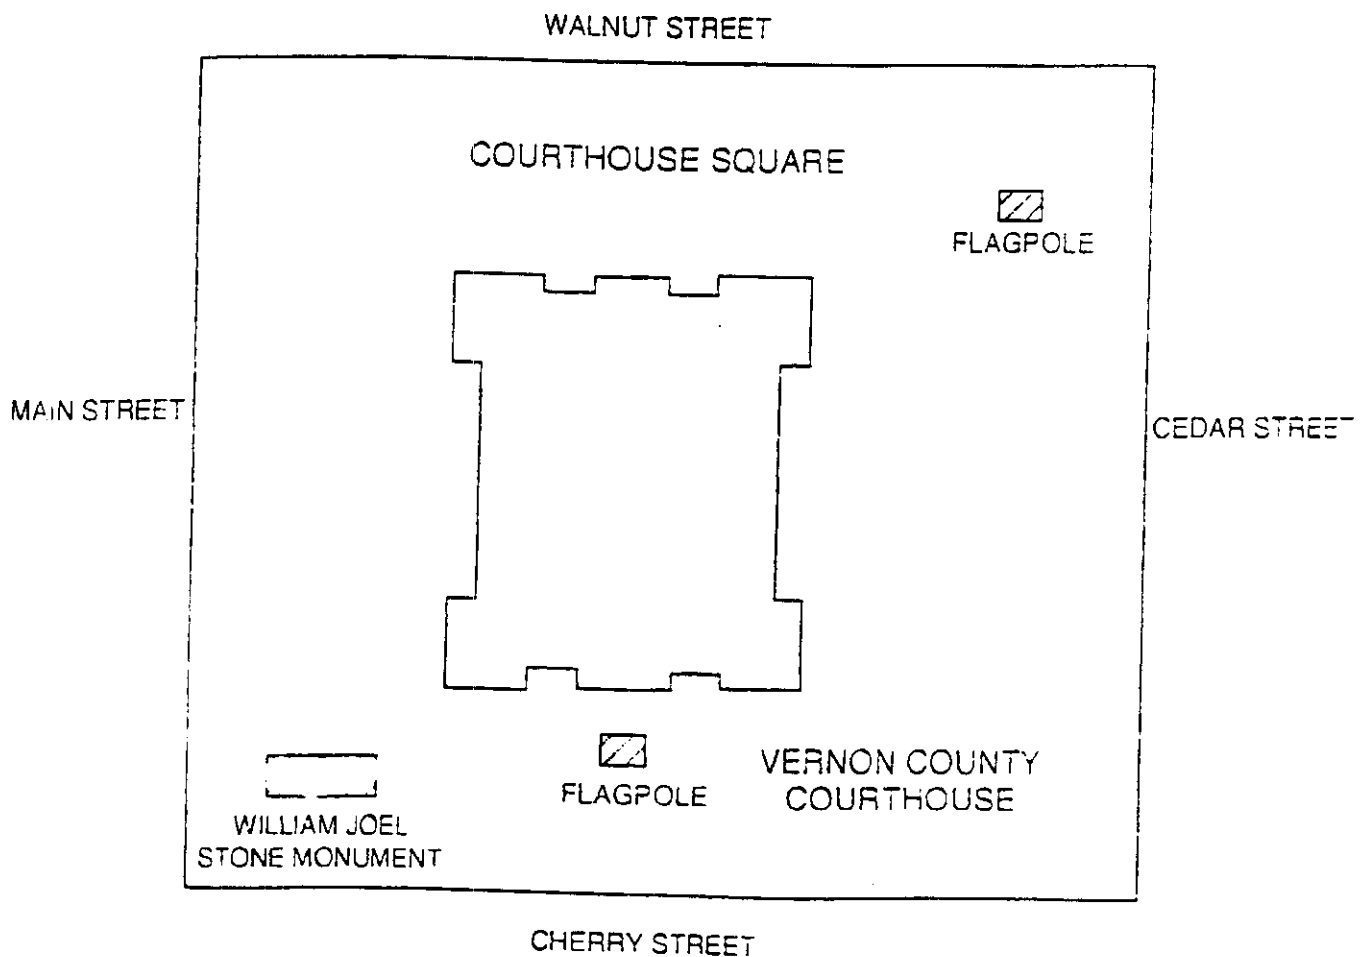 WALNUT STREET
COURTHOUSE SQUARE
FLAGPOLE
MAIN STREET
CEDAR STREET
FLAGPOLE
VERNON COUNTY
COURTHOUSE
WILLIAM JOEL
STONE MONUMENT
CHERRY STREET